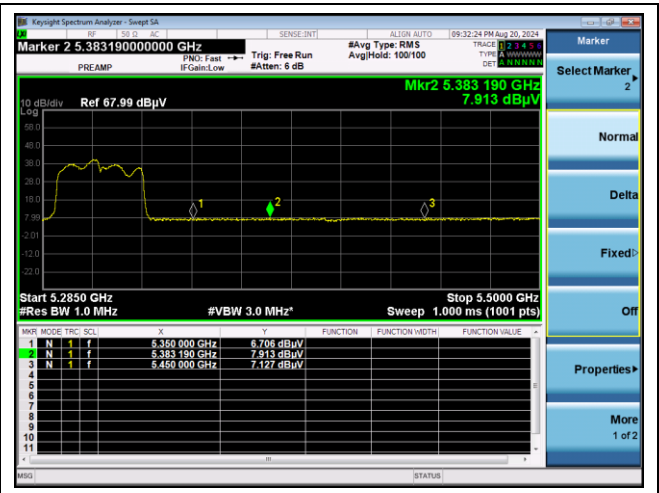 Keysight Spectrum Analyzer - Swept SA
RF 50 Ω AC SENSE:INT ALIGN AUTO 09:32:24 PM Aug 20, 2024
Marker 2 5.383190000000 GHz
PREAMP
PNO: Fast
IFGain:Low
Trig: Free Run
#Atten: 6 dB
#Avg Type: RMS
Avg|Hold: 100/100
TRACE 1 2 3 4 5 6
TYPE A WWWWW
DET A N N N N N
Mkr2 5.383 190 GHz
7.913 dBµV
10 dB/div Ref 67.99 dBµV
Log
58.0
48.0
38.0
28.0
18.0
7.99
-2.01
-12.0
-22.0
1
2
3
Start 5.2850 GHz Stop 5.5000 GHz
#Res BW 1.0 MHz #VBW 3.0 MHz* Sweep 1.000 ms (1001 pts)
MKR MODE TRC SCL X Y FUNCTION FUNCTION WIDTH FUNCTION VALUE
1 N 1 f 5.350 000 GHz 6.706 dBµV
2 N 1 f 5.383 190 GHz 7.913 dBµV
3 N 1 f 5.450 000 GHz 7.127 dBµV
4
5
6
7
8
9
10
11
MSG STATUS
Marker
Select Marker
2
Normal
Delta
Fixed
Off
Properties
More
1 of 2